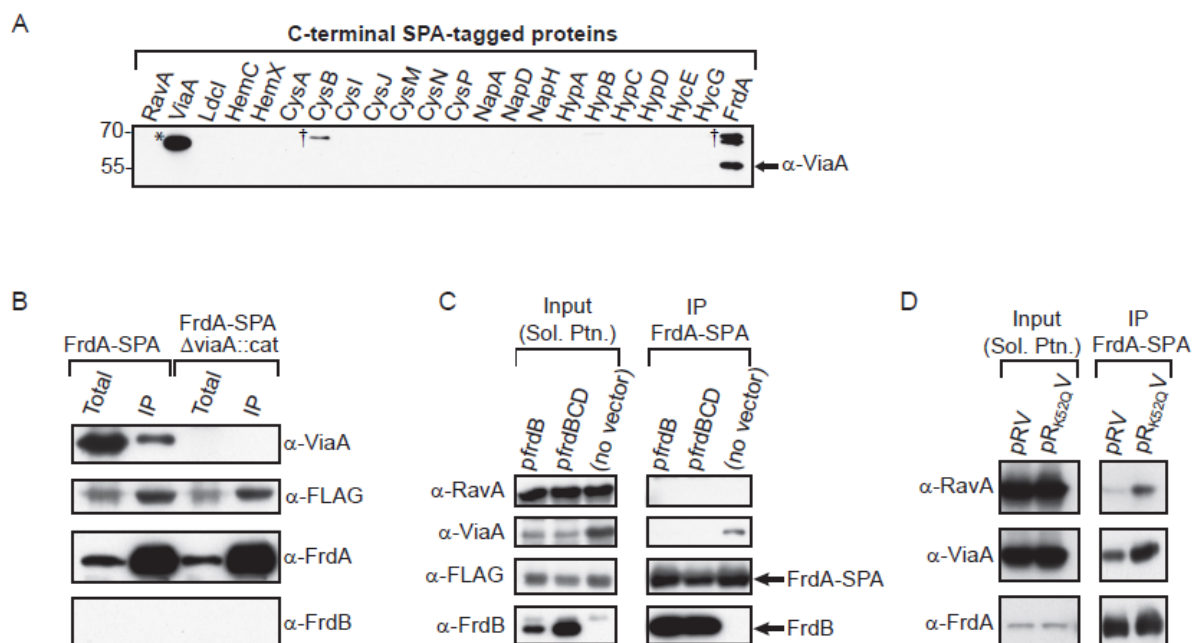 A
C-terminal SPA-tagged proteins
RavA ViaA LdcI HemC HemX CysA CysB CysI CysJ CysM CysN CysP NapA NapD NapH HypA HypB HypC HypD HycE HycG FrdA
70
* † †
55
α-ViaA
B
FrdA-SPA FrdA-SPA ΔviaA::cat
Total IP Total IP
α-ViaA
α-FLAG
α-FrdA
α-FrdB
C
Input (Sol. Ptn.) IP FrdA-SPA
pfrdB pfrdBCD (no vector) pfrdB pfrdBCD (no vector)
α-RavA
α-ViaA
α-FLAG FrdA-SPA
α-FrdB FrdB
D
Input (Sol. Ptn.) IP FrdA-SPA
pRV pRK52QV pRV pRK52QV
α-RavA
α-ViaA
α-FrdA